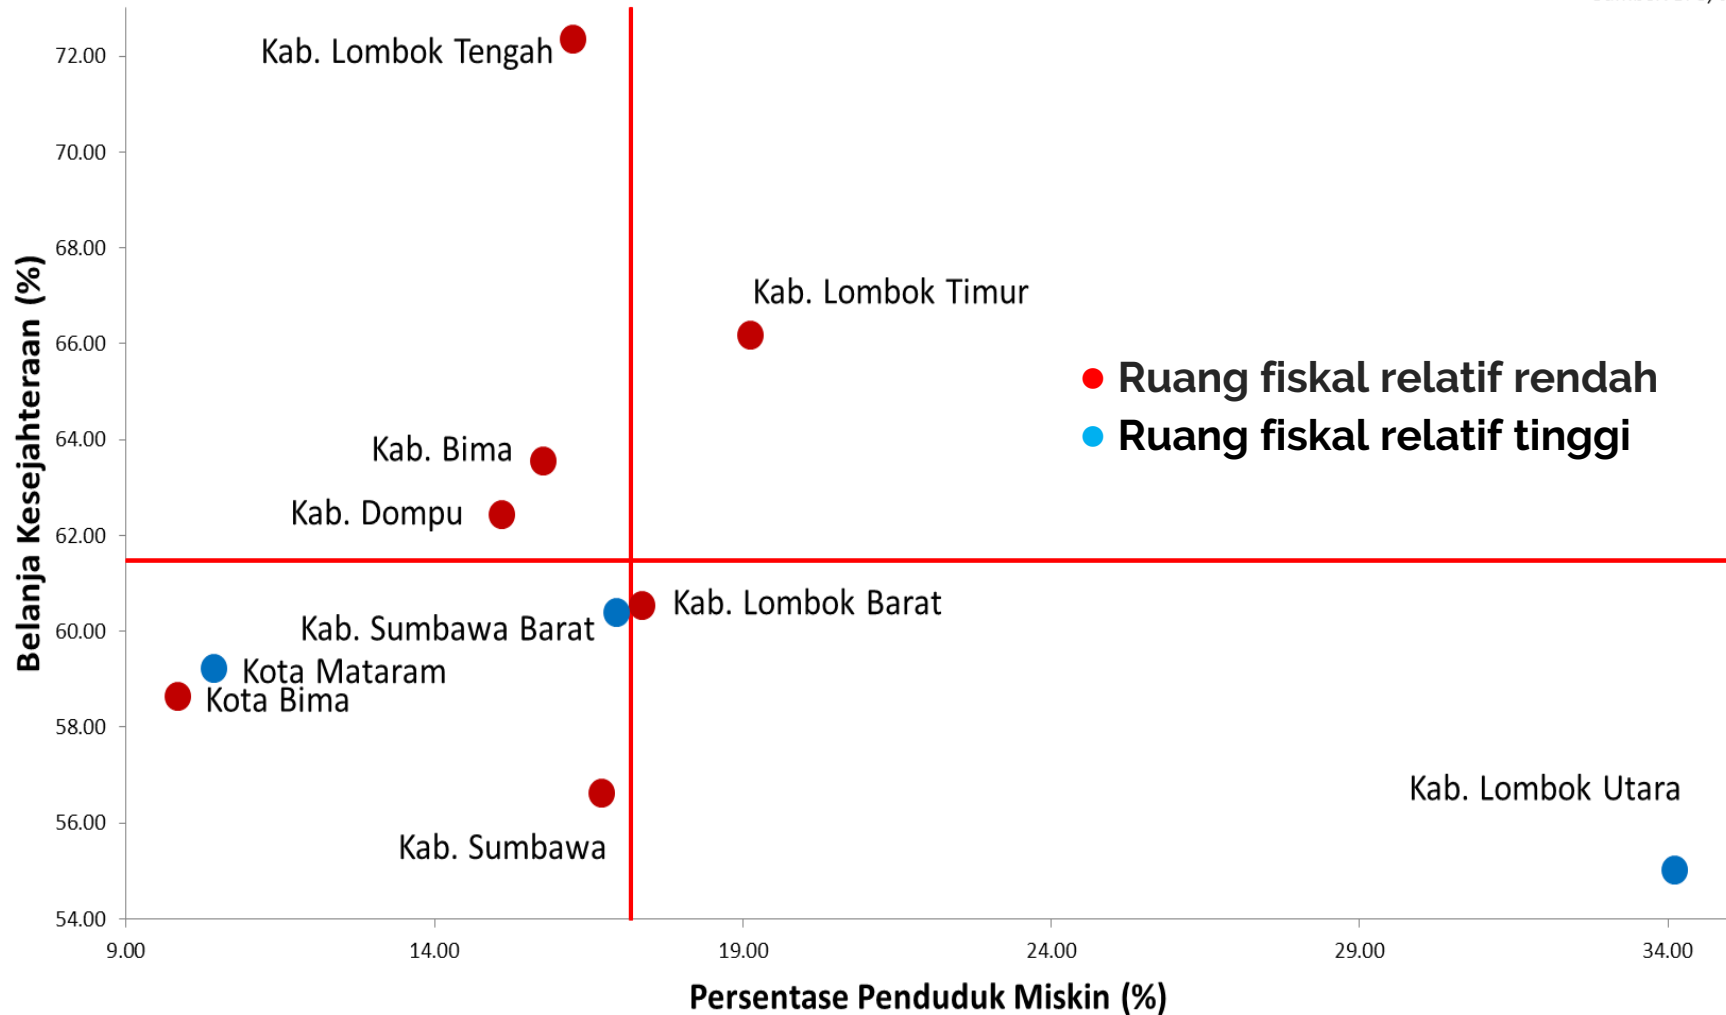 72.00
70.00
68.00
66.00
64.00
62.00
60.00
58.00
56.00
54.00
9.00
14.00
19.00
24.00
29.00
34.00
Belanja Kesejahteraan (%)
Persentase Penduduk Miskin (%)
Kab. Lombok Tengah
Kab. Lombok Timur
Ruang fiskal relatif rendah
Ruang fiskal relatif tinggi
Kab. Bima
Kab. Dompu
Kab. Lombok Barat
Kab. Sumbawa Barat
Kota Mataram
Kota Bima
Kab. Lombok Utara
Kab. Sumbawa